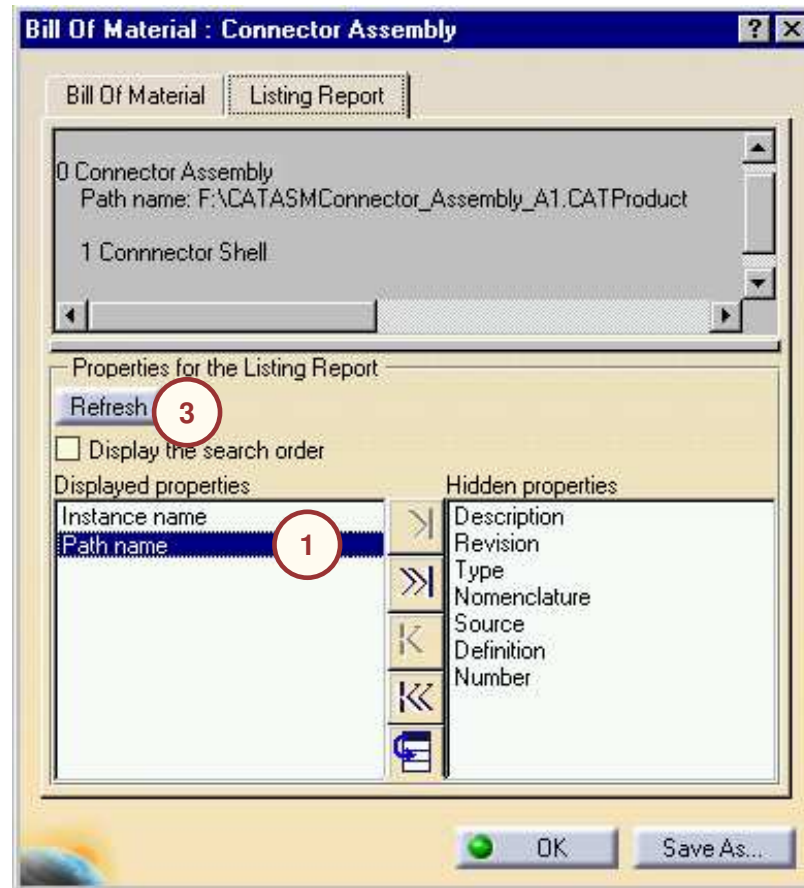 Bill Of Material : Connector Assembly
Bill Of Material
Listing Report
0 Connector Assembly
Path name: F:\CATASMConnector_Assembly_A1.CATProduct
1 Connnector Shell
Properties for the Listing Report
Refresh
3
Display the search order
Displayed properties
Hidden properties
Instance name
Path name
1
Description
Revision
Type
Nomenclature
Source
Definition
Number
OK
Save As...